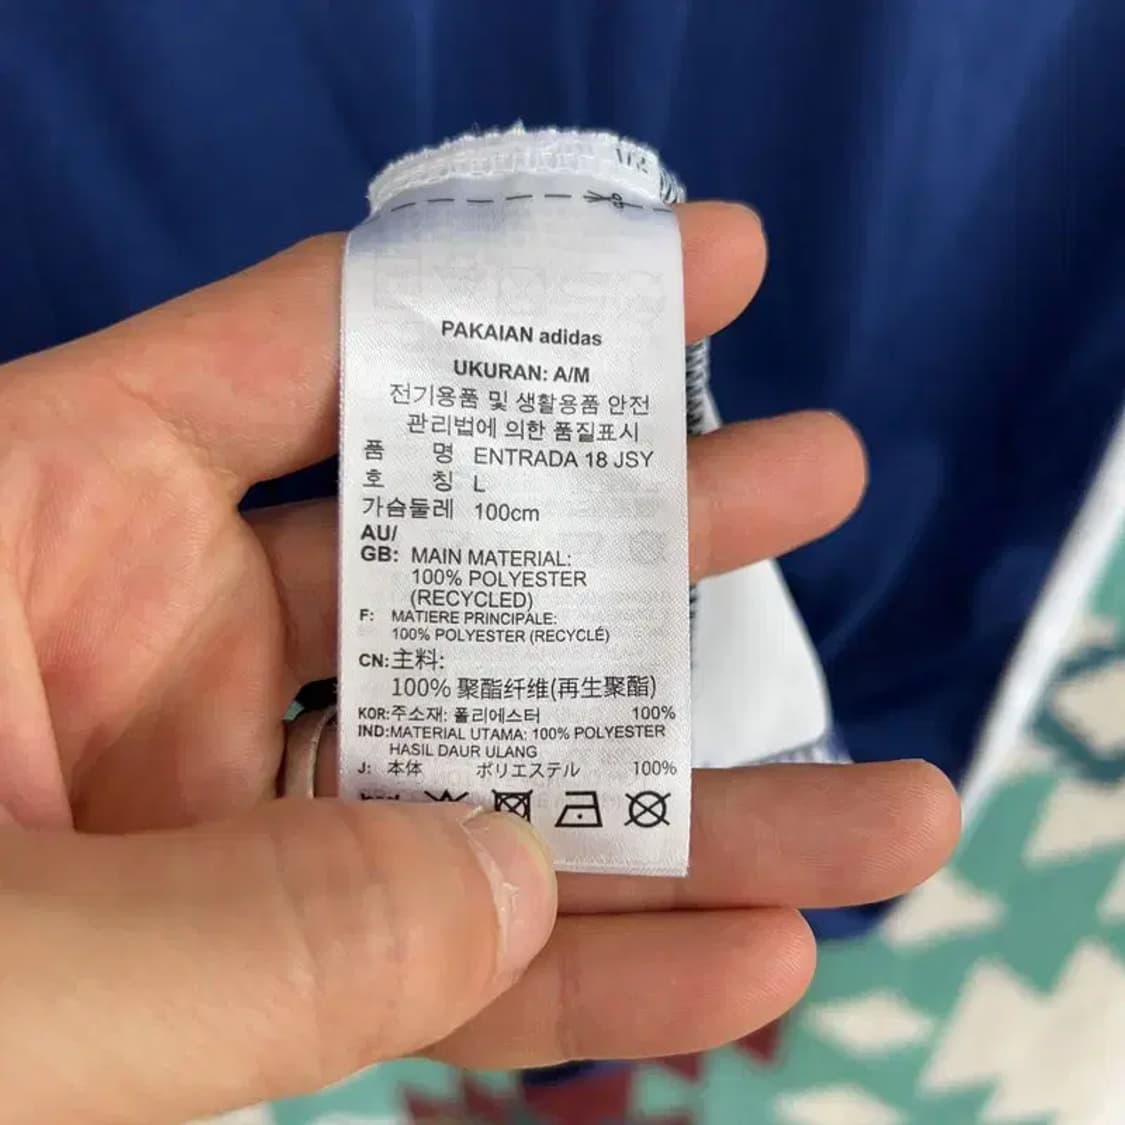 PAKAIAN adidas
UKURAN: A/M
전기용품 및 생활용품 안전
관리법에 의한 품질표시
품 명 ENTRADA 18 JSY
호 칭 L
가슴둘레 100cm
AU/
GB: MAIN MATERIAL:
100% POLYESTER
(RECYCLED)
F: MATIERE PRINCIPALE:
100% POLYESTER (RECYCLÉ)
CN:主料:
100% 聚酯纤维(再生聚酯)
KOR:주소재: 폴리에스터 100%
IND:MATERIAL UTAMA: 100% POLYESTER
HASIL DAUR ULANG
J: 本体 ポリエステル 100%